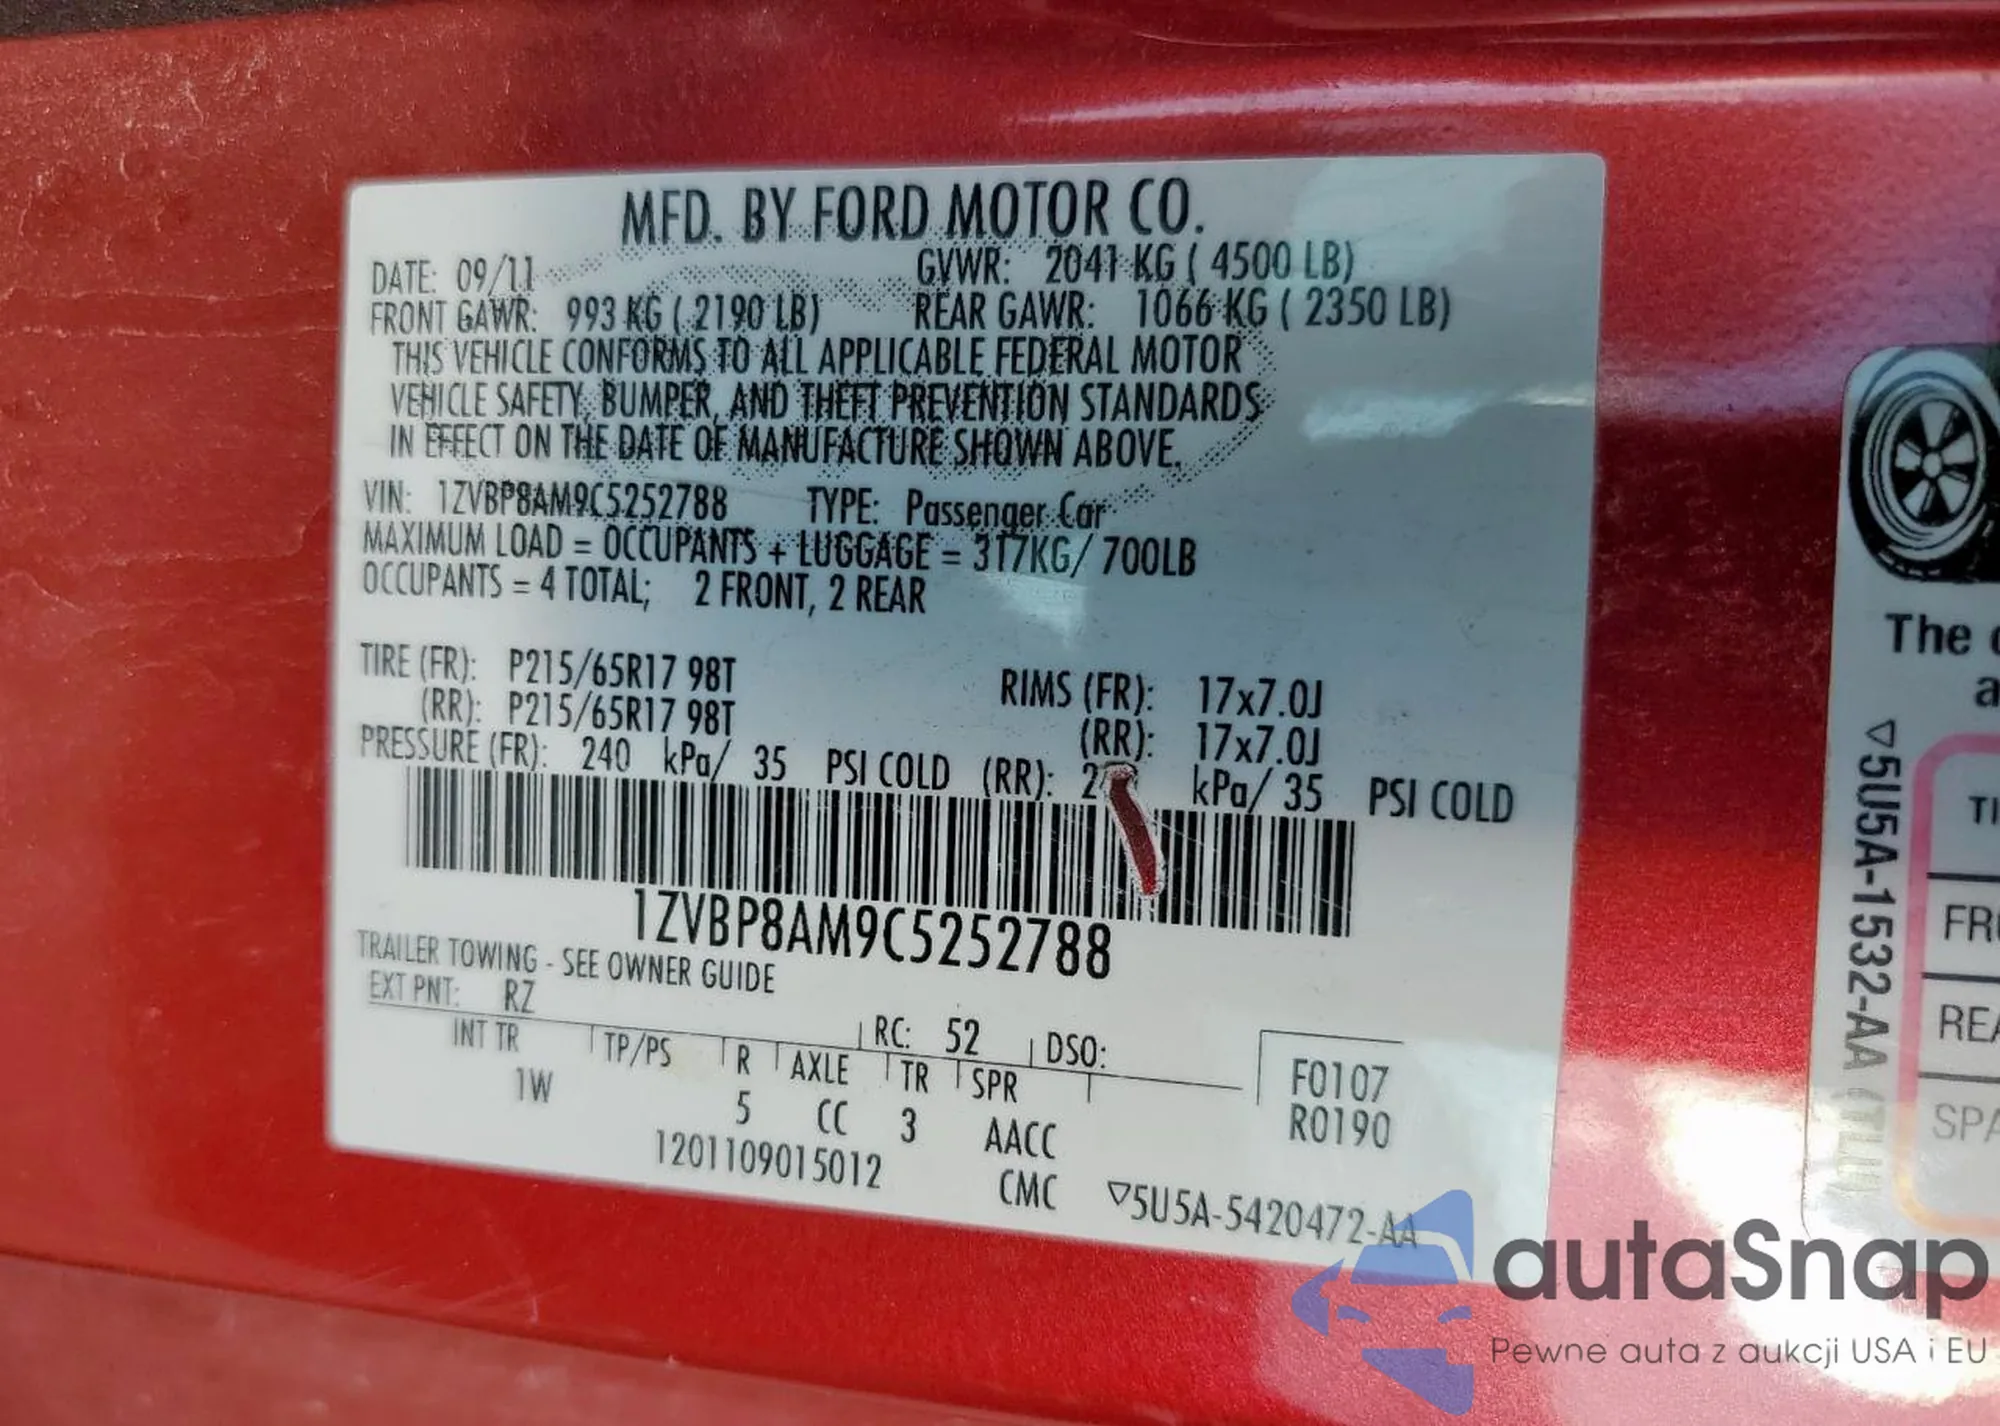 MFD. BY FORD MOTOR CO.
DATE: 09/11 GVWR: 2041 KG ( 4500 LB)
FRONT GAWR: 993 KG ( 2190 LB) REAR GAWR: 1066 KG ( 2350 LB)
THIS VEHICLE CONFORMS TO ALL APPLICABLE FEDERAL MOTOR
VEHICLE SAFETY, BUMPER, AND THEFT PREVENTION STANDARDS
IN EFFECT ON THE DATE OF MANUFACTURE SHOWN ABOVE.
VIN: 1ZVBP8AM9C5252788 TYPE: Passenger Car
MAXIMUM LOAD = OCCUPANTS + LUGGAGE = 317KG/ 700LB
OCCUPANTS = 4 TOTAL; 2 FRONT, 2 REAR
TIRE (FR): P215/65R17 98T RIMS (FR): 17x7.0J
(RR): P215/65R17 98T (RR): 17x7.0J
PRESSURE (FR): 240 kPa/ 35 PSI COLD (RR): 2 kPa/ 35 PSI COLD
1ZVBP8AM9C5252788
TRAILER TOWING - SEE OWNER GUIDE
EXT PNT: RZ RC: 52 DSO:
INT TR TP/PS R AXLE TR SPR F0107
1W 5 CC 3 AACC R0190
1201109015012 CMC ▽5U5A-5420472-AA
The
a
▽5U5A-1532-AA (TLU)
TI
FR
REA
SPA
autaSnap
Pewne auta z aukcji USA i EU